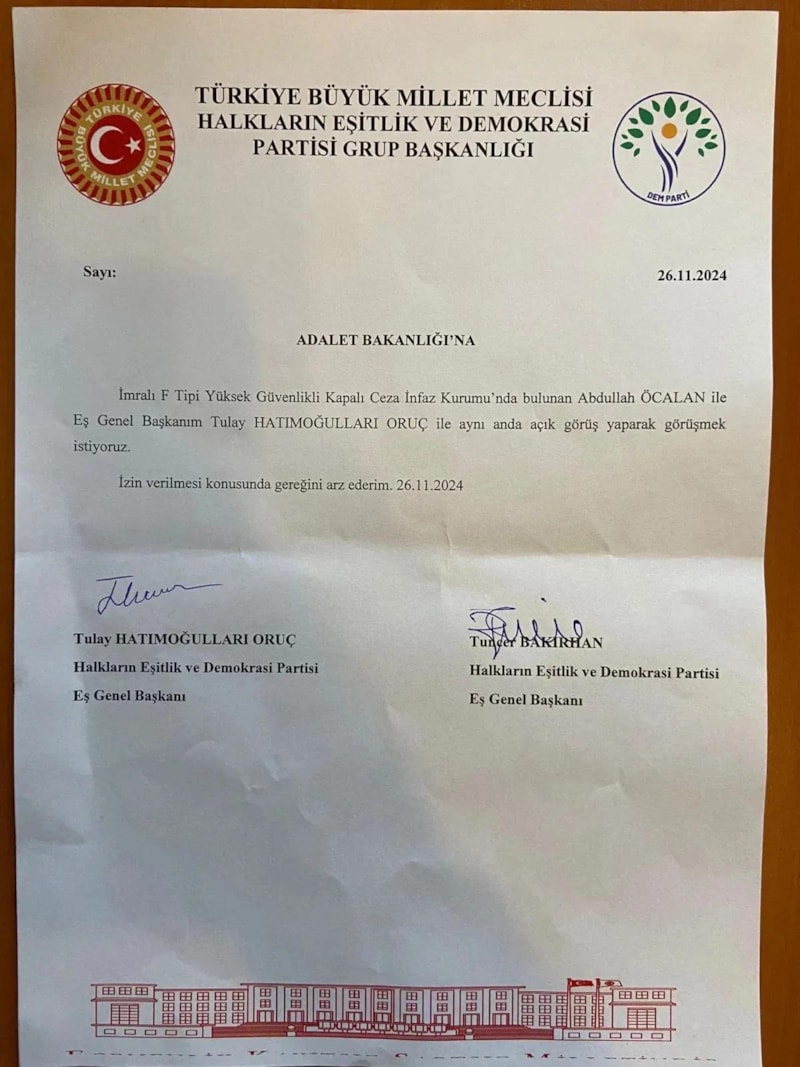 TÜRKİYE BÜYÜK MİLLET MECLİSİ
HALKLARIN EŞİTLİK VE DEMOKRASİ
PARTİSİ GRUP BAŞKANLIĞI
TÜRKİYE
BÜYÜK MİLLET MECLİSİ
DEM PARTİ
Sayı:
26.11.2024
ADALET BAKANLIĞI'NA
İmralı F Tipi Yüksek Güvenlikli Kapalı Ceza İnfaz Kurumu'nda bulunan Abdullah ÖCALAN ile
Eş Genel Başkanım Tulay HATIMOĞULLARI ORUÇ ile aynı anda açık görüş yaparak görüşmek
istiyoruz.
İzin verilmesi konusunda gereğini arz ederim. 26.11.2024
Tulay HATIMOĞULLARI ORUÇ
Halkların Eşitlik ve Demokrasi Partisi
Eş Genel Başkanı
Tunçer BAKIRHAN
Halkların Eşitlik ve Demokrasi Partisi
Eş Genel Başkanı